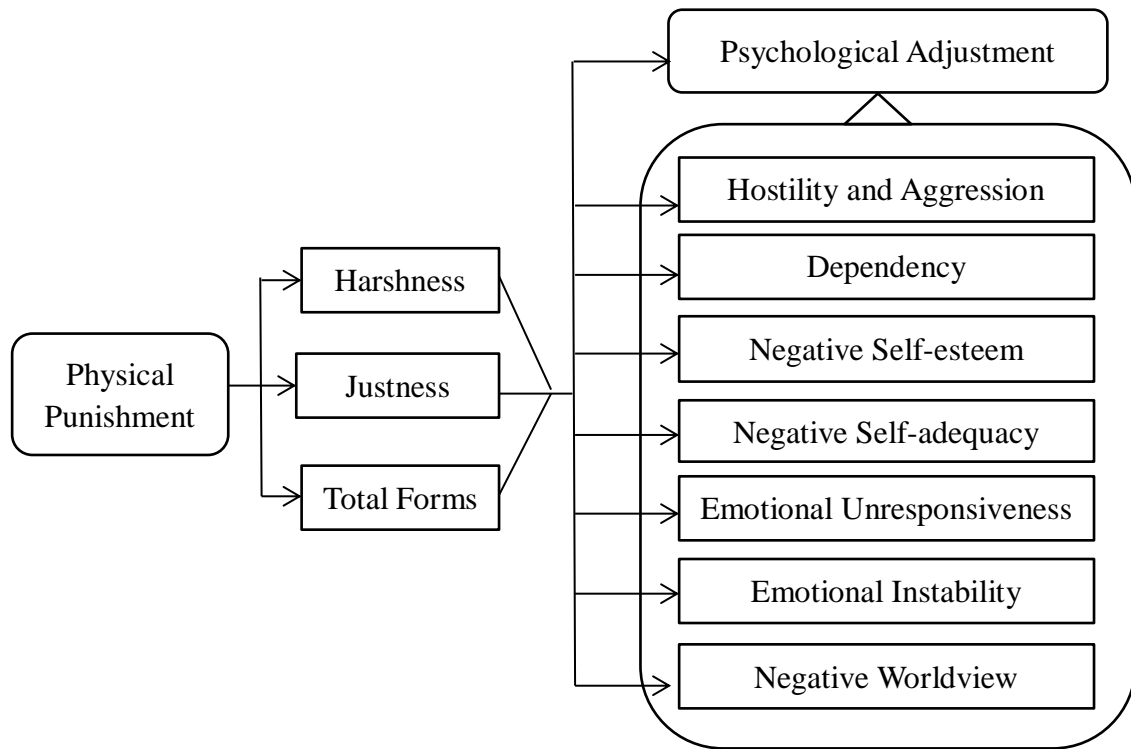 Physical
Punishment
Harshness
Justness
Total Forms
Psychological Adjustment
Hostility and Aggression
Dependency
Negative Self-esteem
Negative Self-adequacy
Emotional Unresponsiveness
Emotional Instability
Negative Worldview